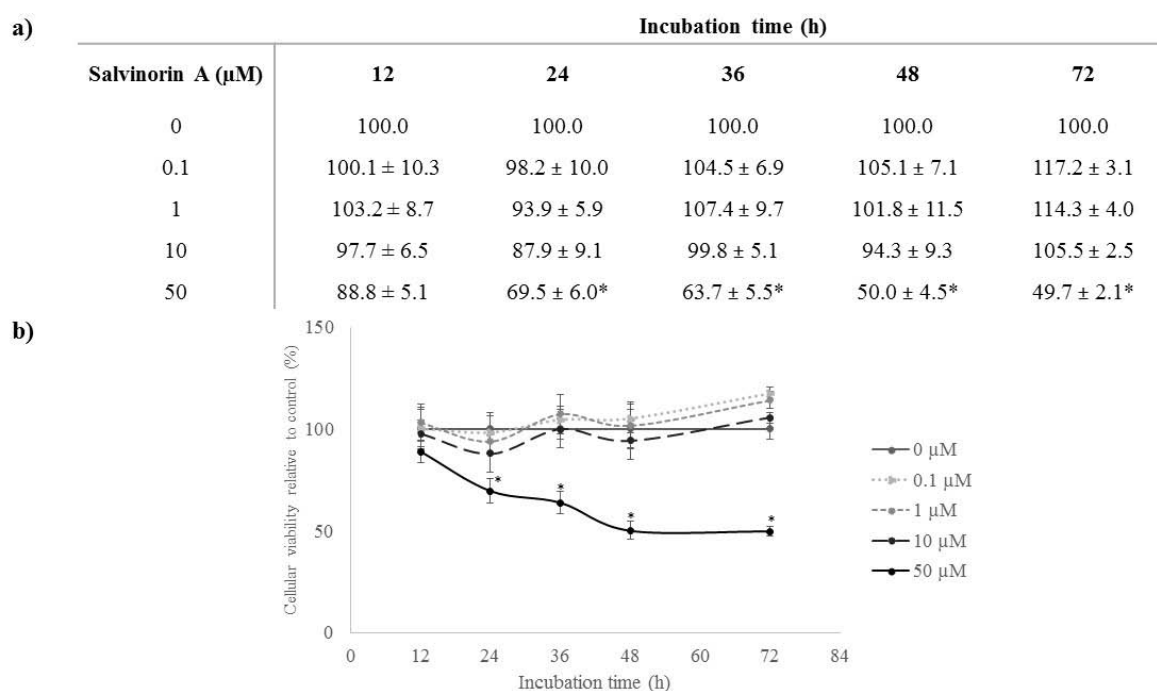 a)
Incubation time (h)
Salvinorin A (µM) 12 24 36 48 72
0 100.0 100.0 100.0 100.0 100.0
0.1 100.1 ± 10.3 98.2 ± 10.0 104.5 ± 6.9 105.1 ± 7.1 117.2 ± 3.1
1 103.2 ± 8.7 93.9 ± 5.9 107.4 ± 9.7 101.8 ± 11.5 114.3 ± 4.0
10 97.7 ± 6.5 87.9 ± 9.1 99.8 ± 5.1 94.3 ± 9.3 105.5 ± 2.5
50 88.8 ± 5.1 69.5 ± 6.0* 63.7 ± 5.5* 50.0 ± 4.5* 49.7 ± 2.1*
b)
Cellular viability relative to control (%)
150
100
50
0
* * * *
0 12 24 36 48 60 72 84
Incubation time (h)
0 µM
0.1 µM
1 µM
10 µM
50 µM